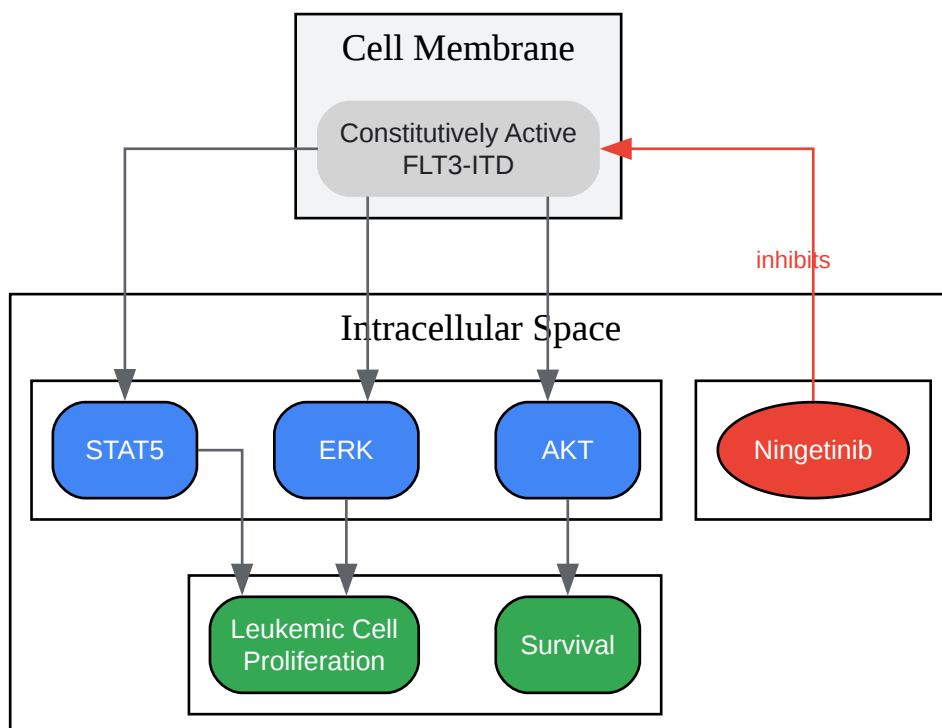 Cell Membrane
Constitutively Active
FLT3-ITD
inhibits
Intracellular Space
STAT5
ERK
AKT
Ningetinib
Leukemic Cell
Proliferation
Survival